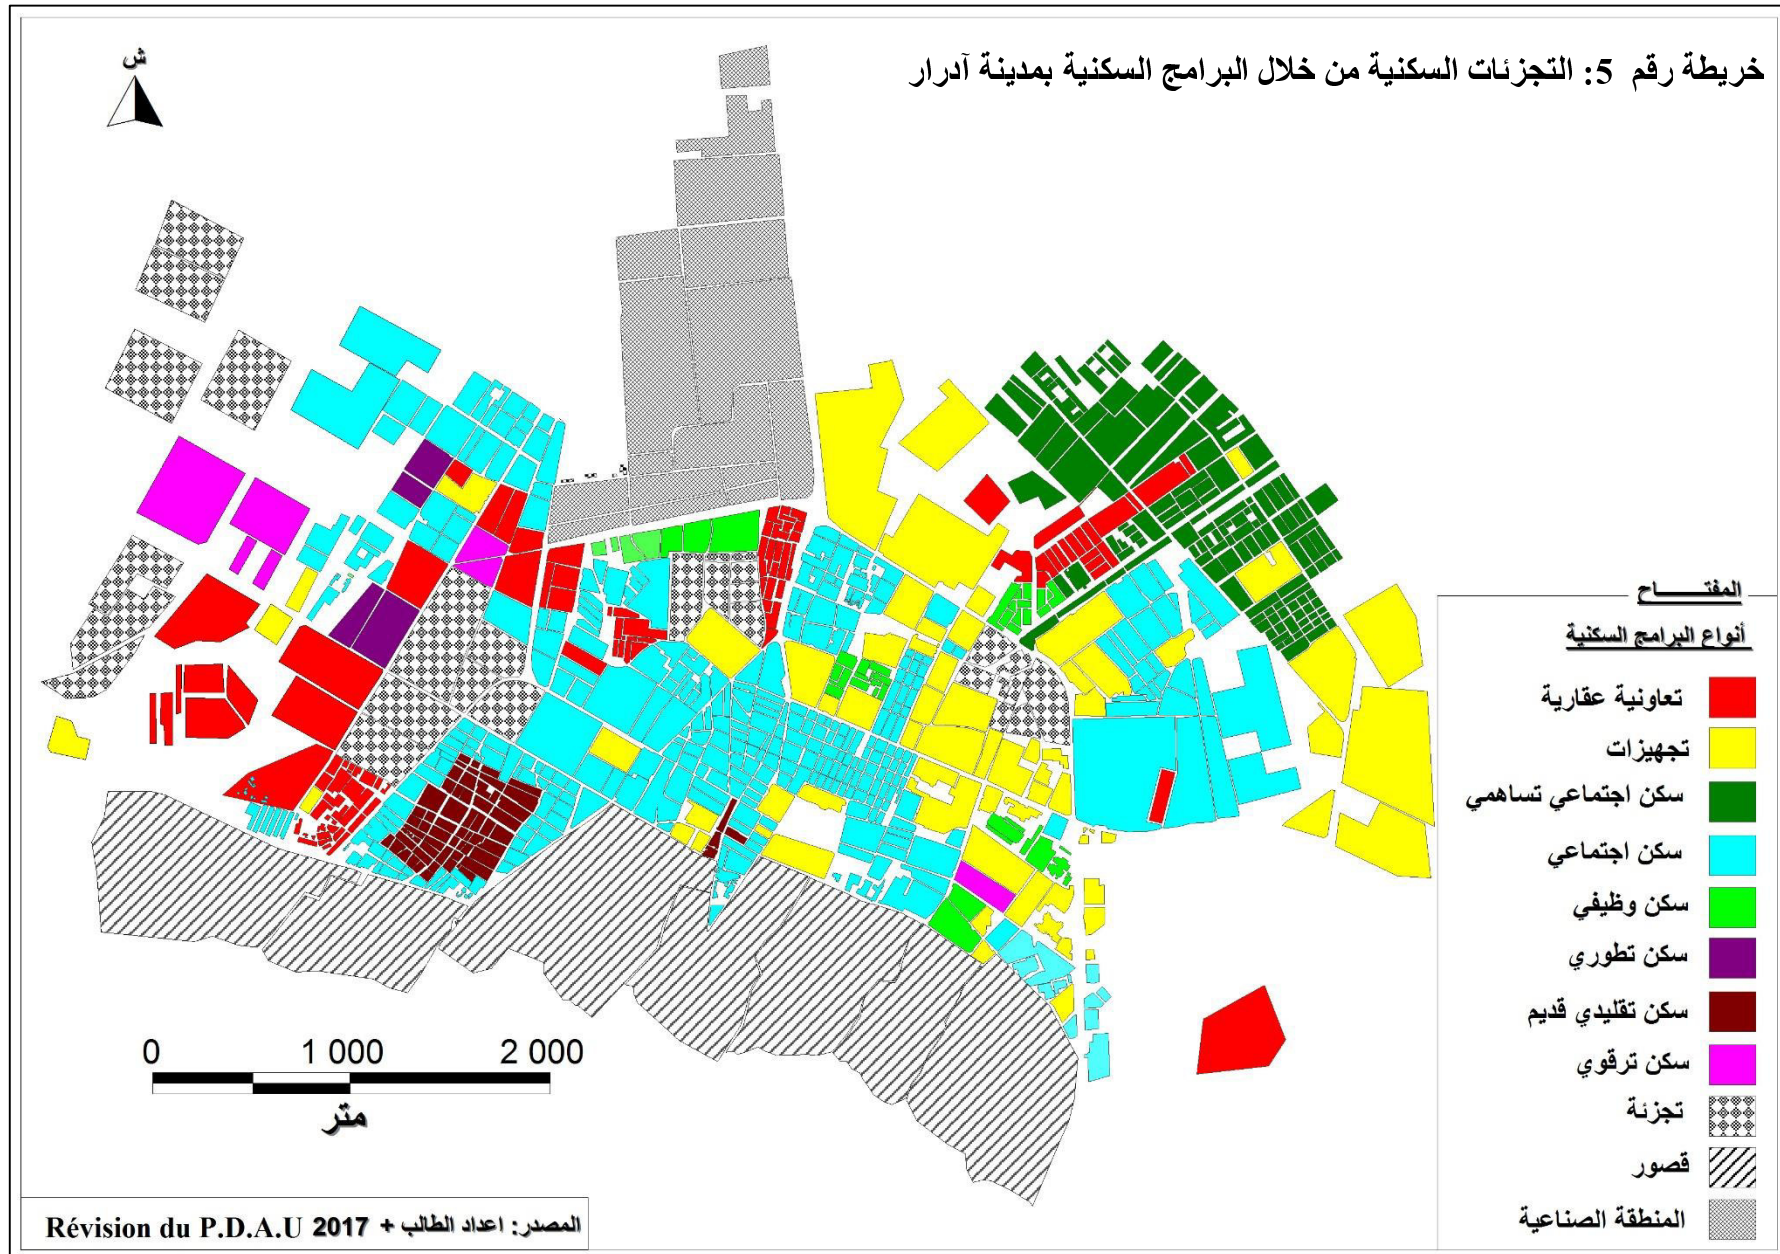 خريطة رقم 5: التجزئات السكنية من خلال البرامج السكنية بمدينة آدرار
ش
المفتـــــــاح
أنواع البرامج السكنية
تعاونية عقارية
تجهيزات
سكن اجتماعي تساهمي
سكن اجتماعي
سكن وظيفي
سكن تطوري
سكن تقليدي قديم
سكن ترقوي
تجزئة
قصور
المنطقة الصناعية
0 1 000 2 000
متر
المصدر: اعداد الطالب + Révision du P.D.A.U 2017